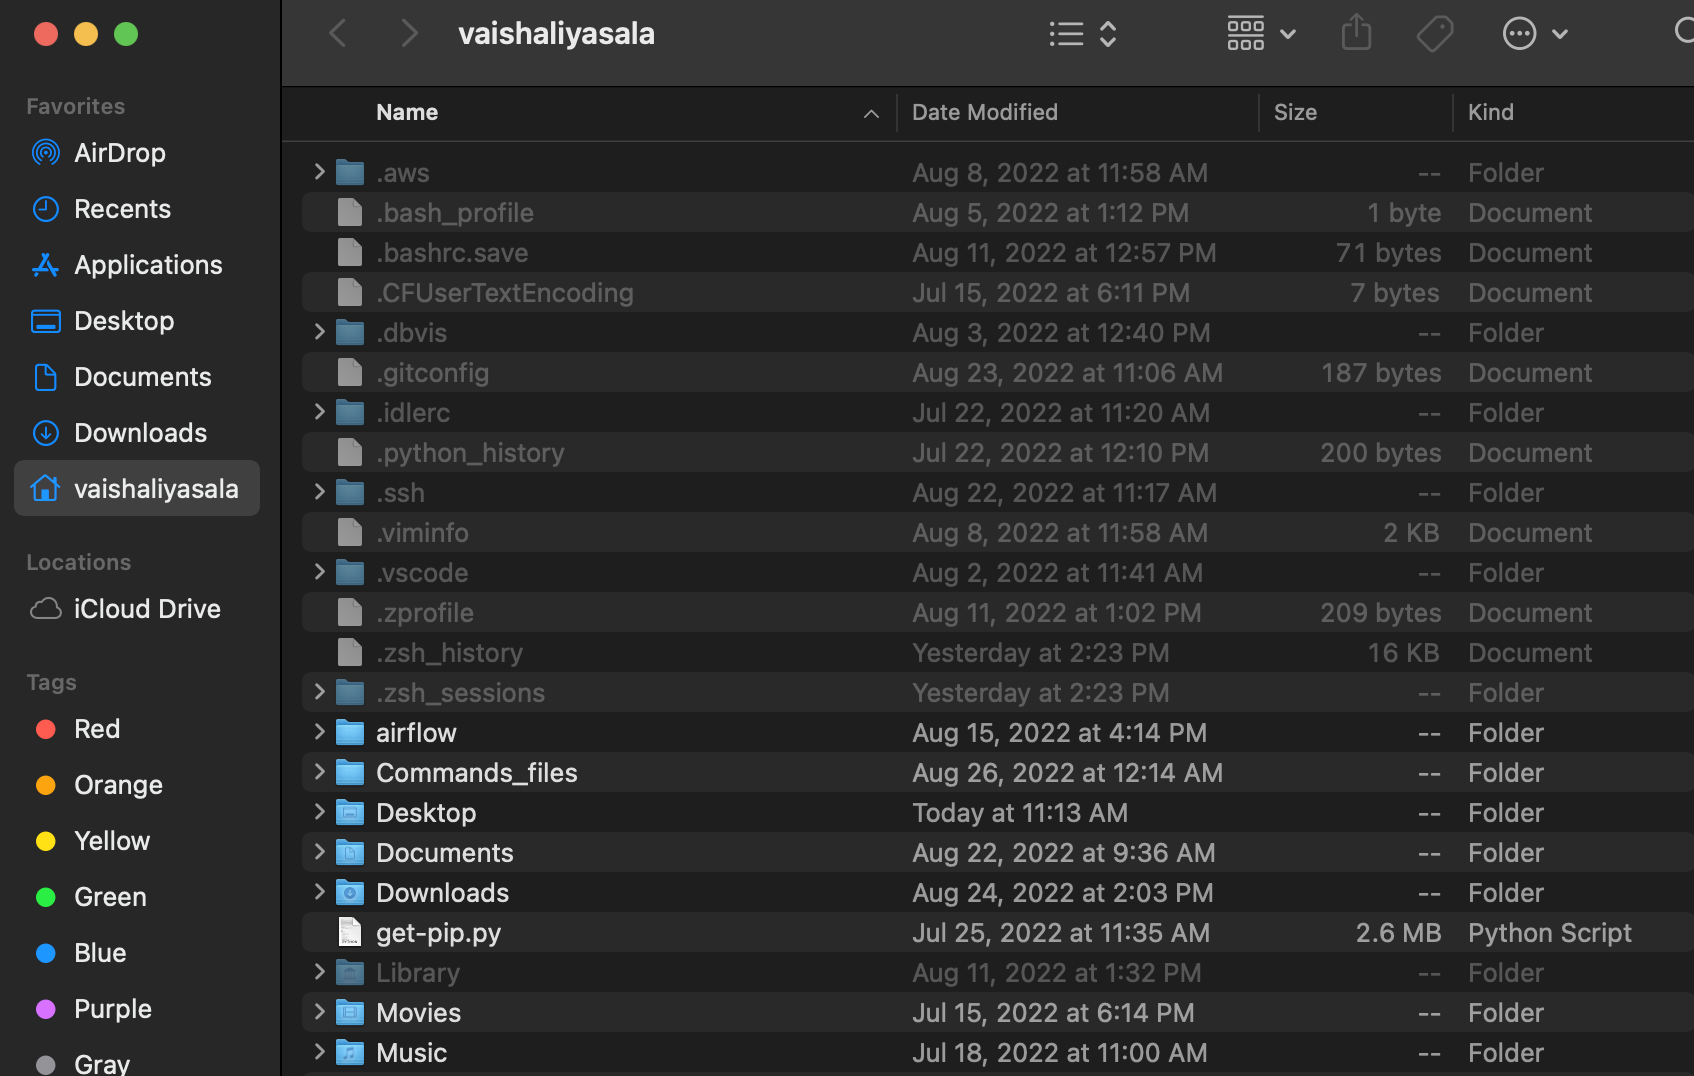 vaishaliyasala
Favorites
AirDrop
Recents
Applications
Desktop
Documents
Downloads
vaishaliyasala
Locations
iCloud Drive
Tags
Red
Orange
Yellow
Green
Blue
Purple
Gray
Name Date Modified Size Kind
.aws Aug 8, 2022 at 11:58 AM -- Folder
.bash_profile Aug 5, 2022 at 1:12 PM 1 byte Document
.bashrc.save Aug 11, 2022 at 12:57 PM 71 bytes Document
.CFUserTextEncoding Jul 15, 2022 at 6:11 PM 7 bytes Document
.dbvis Aug 3, 2022 at 12:40 PM -- Folder
.gitconfig Aug 23, 2022 at 11:06 AM 187 bytes Document
.idlerc Jul 22, 2022 at 11:20 AM -- Folder
.python_history Jul 22, 2022 at 12:10 PM 200 bytes Document
.ssh Aug 22, 2022 at 11:17 AM -- Folder
.viminfo Aug 8, 2022 at 11:58 AM 2 KB Document
.vscode Aug 2, 2022 at 11:41 AM -- Folder
.zprofile Aug 11, 2022 at 1:02 PM 209 bytes Document
.zsh_history Yesterday at 2:23 PM 16 KB Document
.zsh_sessions Yesterday at 2:23 PM -- Folder
airflow Aug 15, 2022 at 4:14 PM -- Folder
Commands_files Aug 26, 2022 at 12:14 AM -- Folder
Desktop Today at 11:13 AM -- Folder
Documents Aug 22, 2022 at 9:36 AM -- Folder
Downloads Aug 24, 2022 at 2:03 PM -- Folder
get-pip.py Jul 25, 2022 at 11:35 AM 2.6 MB Python Script
Library Aug 11, 2022 at 1:32 PM -- Folder
Movies Jul 15, 2022 at 6:14 PM -- Folder
Music Jul 18, 2022 at 11:00 AM -- Folder